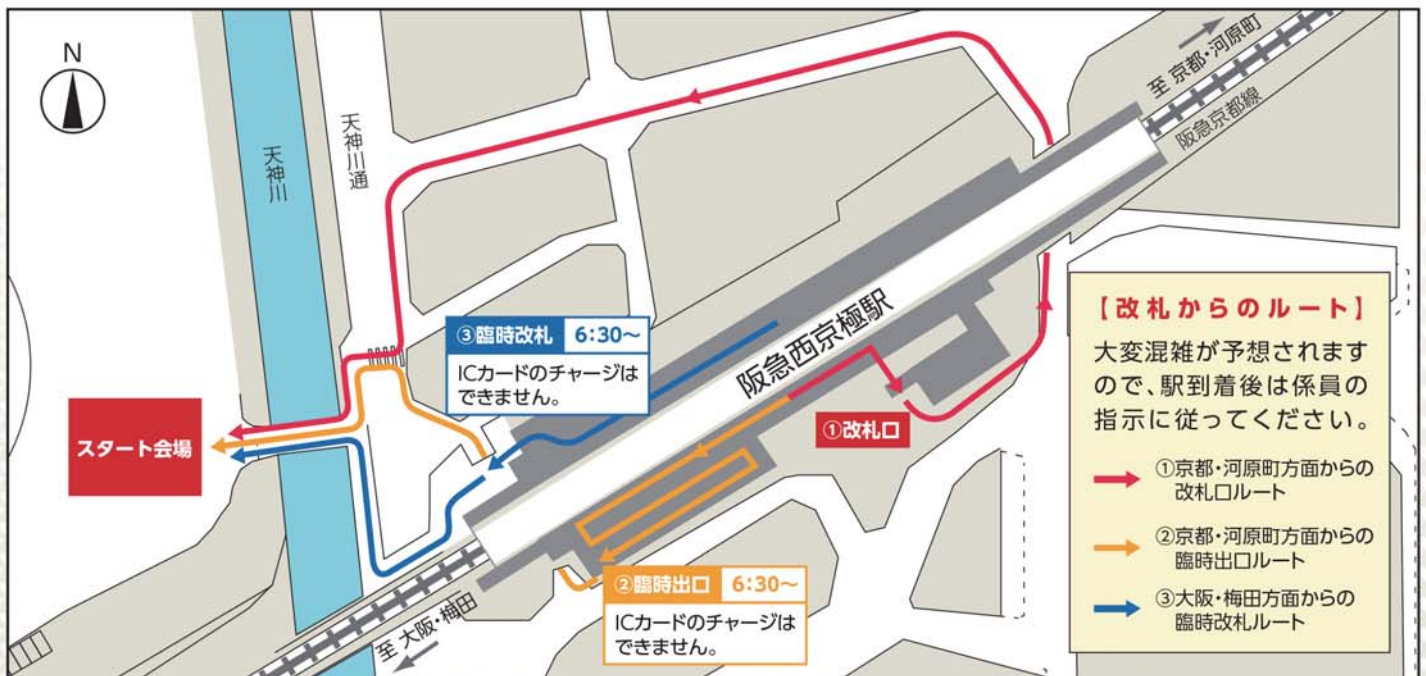 N
天神川
天神川通
至 京都・河原町
阪急京都線
阪急西京極駅
③臨時改札 6:30〜
ICカードのチャージは
できません。
①改札口
スタート会場
②臨時出口 6:30〜
ICカードのチャージは
できません。
至 大阪・梅田
【改札からのルート】
大変混雑が予想されます
ので、駅到着後は係員の
指示に従ってください。
①京都・河原町方面からの
改札口ルート
②京都・河原町方面からの
臨時出口ルート
③大阪・梅田方面からの
臨時改札ルート